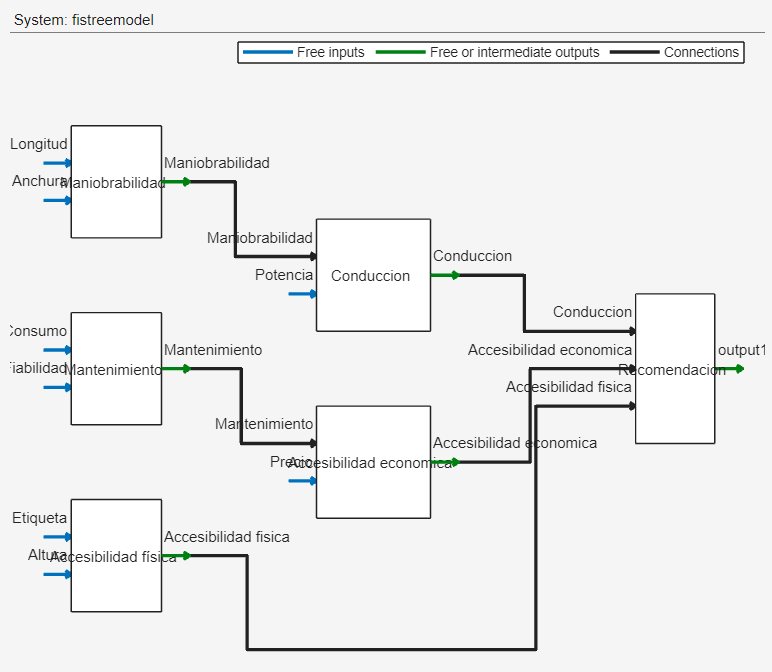 System: fistreemodel
Free inputs
Free or intermediate outputs
Connections
Longitud
Anchura
Maniobrabilidad
Maniobrabilidad
Maniobrabilidad
Potencia
Conduccion
Conduccion
Consumo
Fiabilidad
Mantenimiento
Mantenimiento
Mantenimiento
Precio
Accesibilidad economica
Accesibilidad economica
Conduccion
Accesibilidad economica
Accesibilidad fisica
Recomendacion
output1
Etiqueta
Altura
Accesibilidad física
Accesibilidad fisica